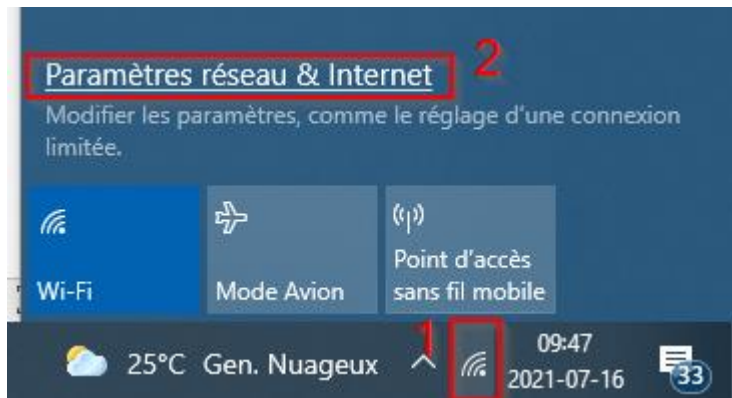 Paramètres réseau & Internet 2
Modifier les paramètres, comme le réglage d'une connexion
limitée.
Wi-Fi
Mode Avion
Point d'accès
sans fil mobile
25°C Gen. Nuageux
1
09:47
2021-07-16
33